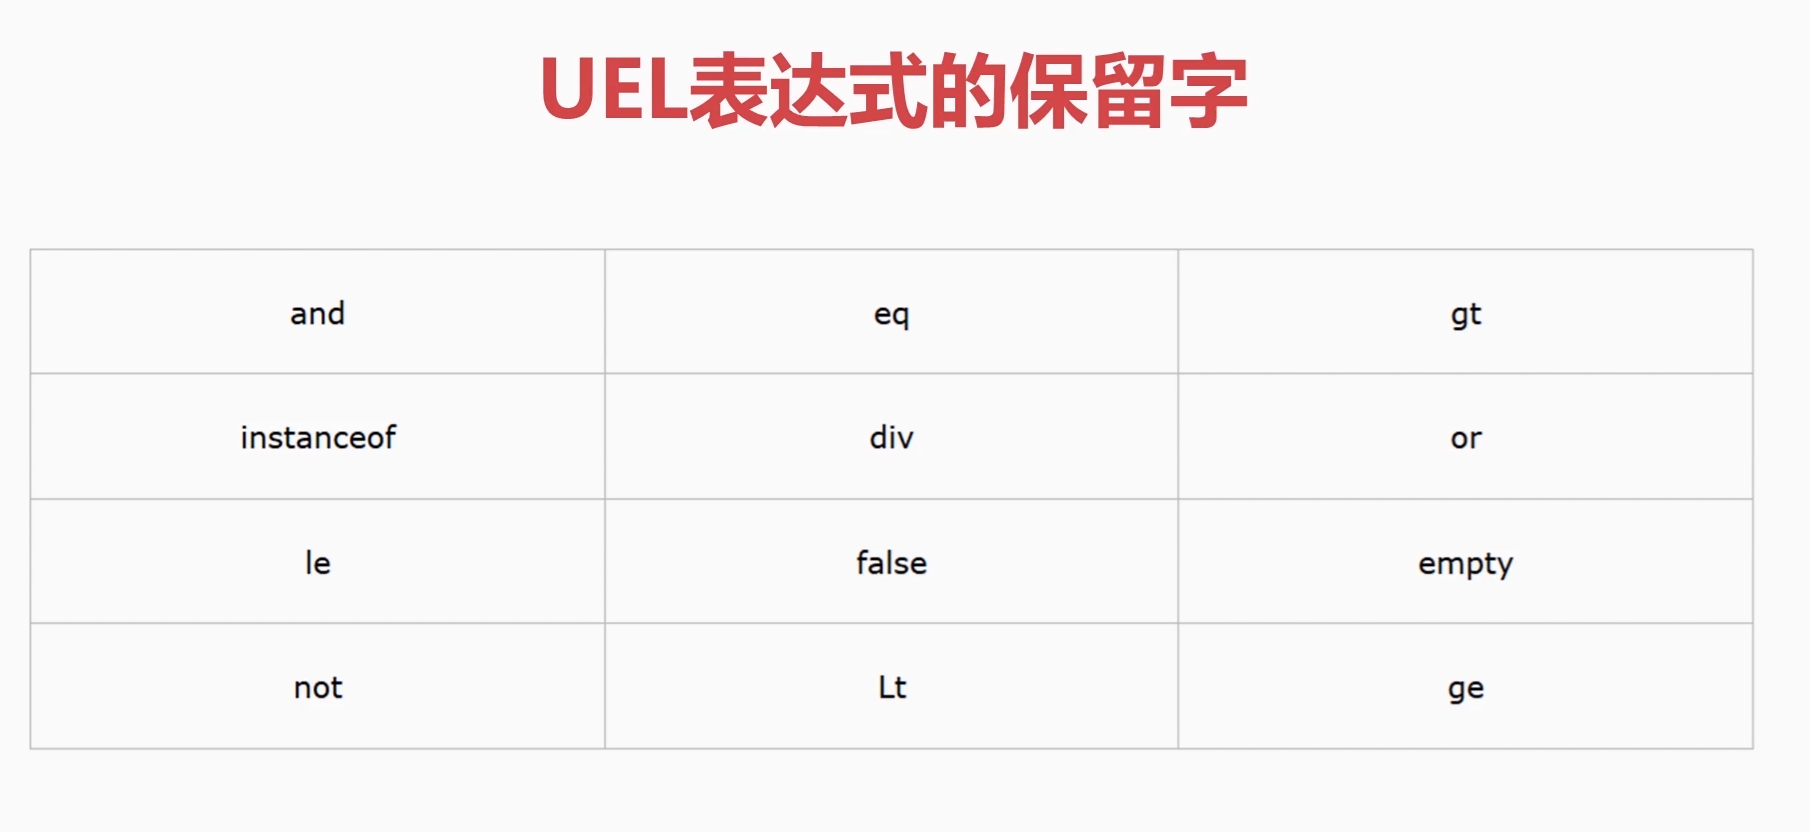 UEL表达式的保留字
and eq gt
instanceof div or
le false empty
not Lt ge